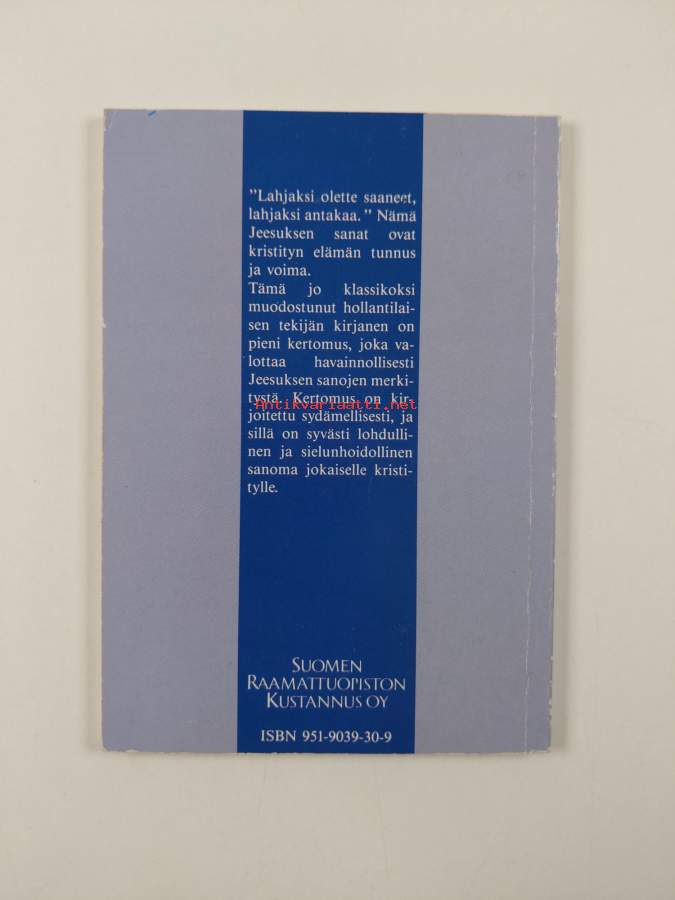 "Lahjaksi olette saaneet,
lahjaksi antakaa." Nämä
Jeesuksen sanat ovat
kristityn elämän tunnus
ja voima.
Tämä jo klassikoksi
muodostunut hollantilai-
sen tekijän kirjanen on
pieni kertomus, joka va-
lottaa havainnollisesti
Jeesuksen sanojen merki-
tystä. Kertomus on kir-
Antikvariaatti.net
joitettu sydämellisesti, ja
sillä on syvästi lohdulli-
nen ja sielunhoidollinen
sanoma jokaiselle kristi-
tylle.
SUOMEN
RAAMATTUOPISTON
KUSTANNUS OY
ISBN 951-9039-30-9